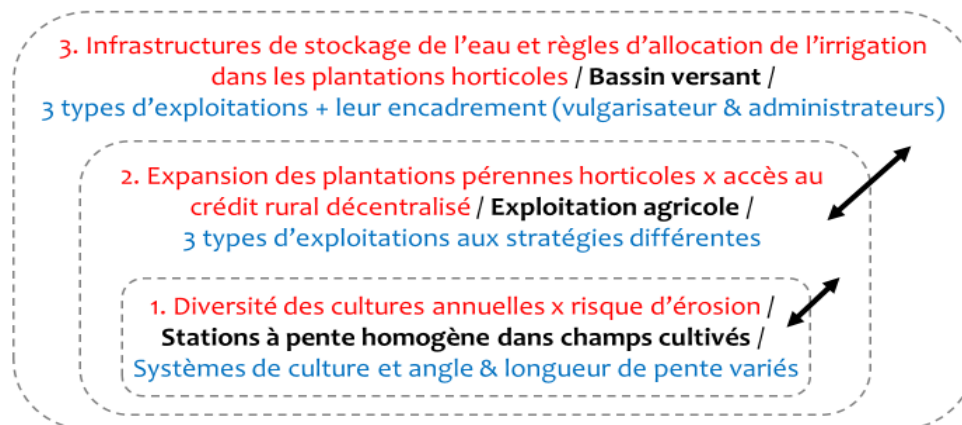 3. Infrastructures de stockage de l’eau et règles d’allocation de l’irrigation
dans les plantations horticoles / Bassin versant /
3 types d’exploitations + leur encadrement (vulgarisateur & administrateurs)
2. Expansion des plantations pérennes horticoles x accès au
crédit rural décentralisé / Exploitation agricole /
3 types d’exploitations aux stratégies différentes
1. Diversité des cultures annuelles x risque d’érosion /
Stations à pente homogène dans champs cultivés /
Systèmes de culture et angle & longueur de pente variés